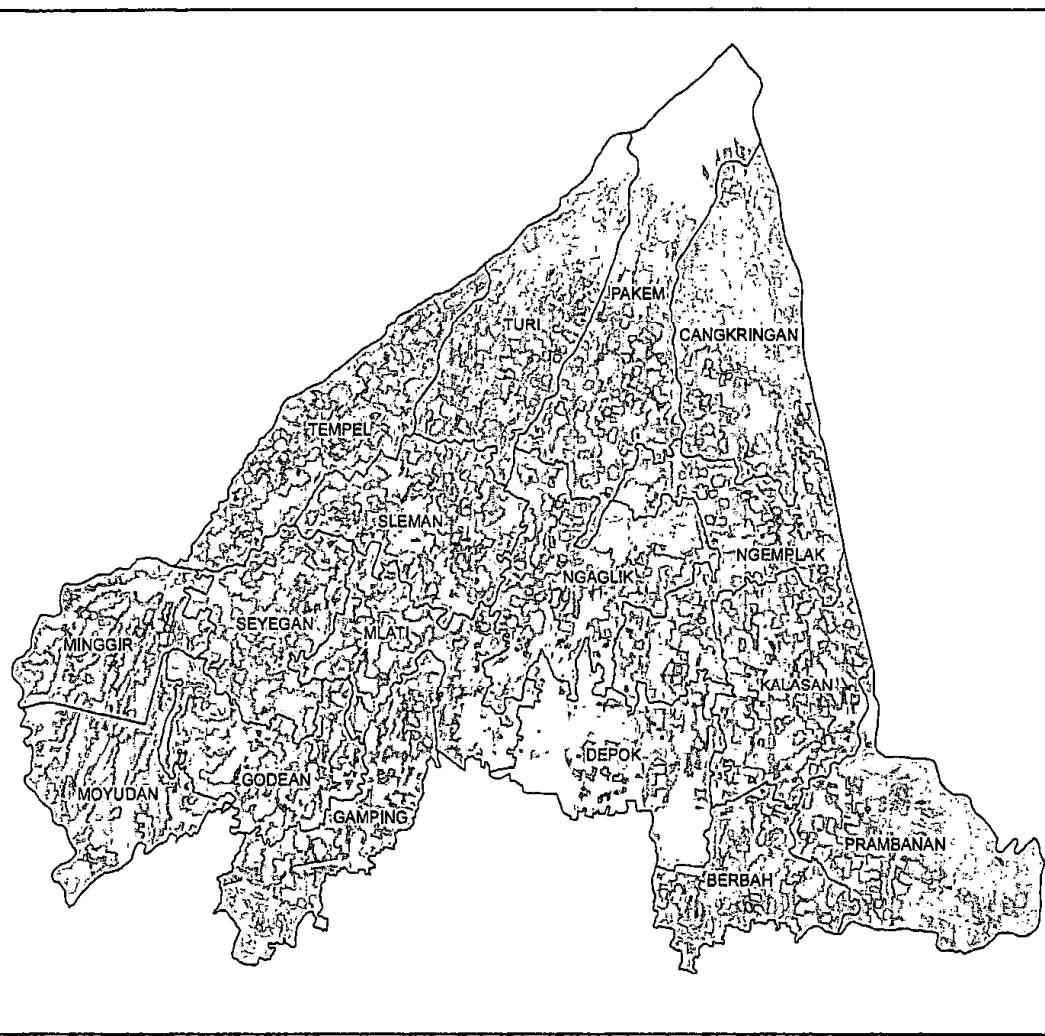 PAKEM
TURI
CANGKRINGAN
TEMPEL
SLEMAN
NGEMPLAK
NGAGLIK
SEYEGAN
MLATI
MINGGIR
KALASAN
DEPOK
GODEAN
MOYUDAN
GAMPING
PRAMBANAN
BERBAH